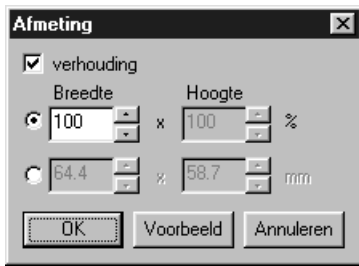 Afmeting
verhouding
Breedte Hoogte
100 x 100 %
64.4 x 58.7 mm
OK Voorbeeld Annuleren